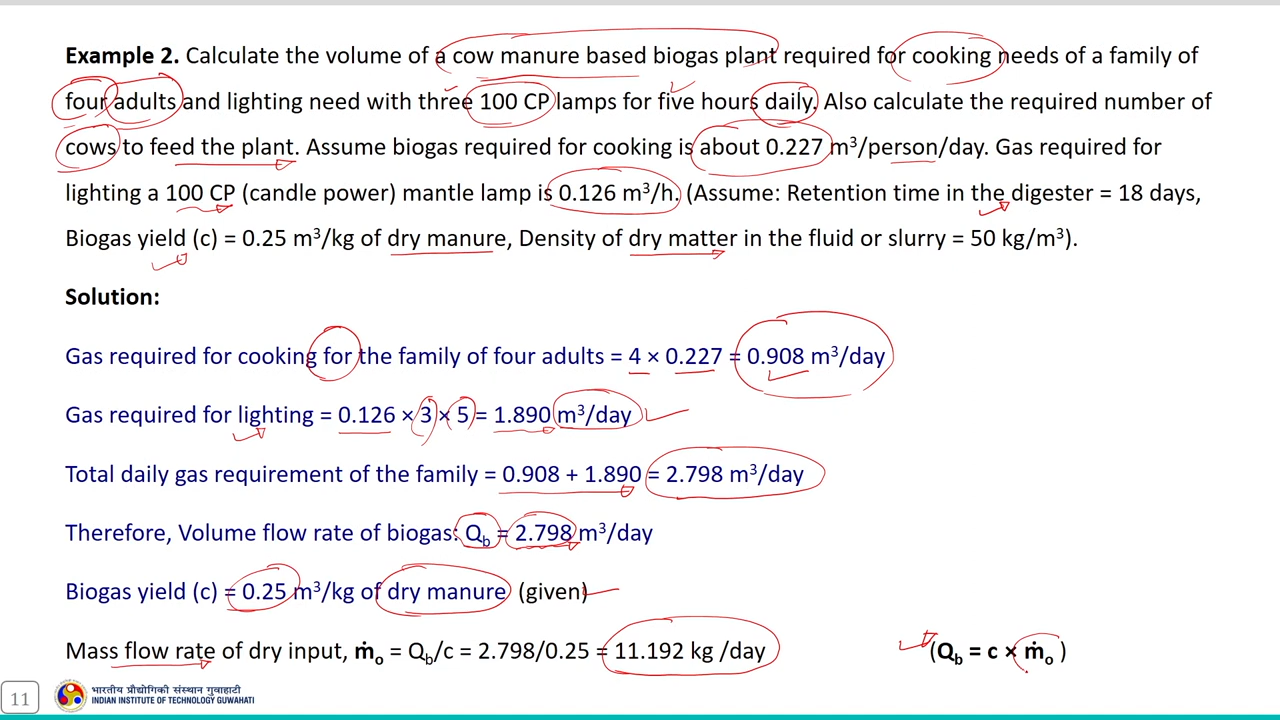 Example 2. Calculate the volume of a cow manure based biogas plant required for cooking needs of a family of
four adults and lighting need with three 100 CP lamps for five hours daily. Also calculate the required number of
cows to feed the plant. Assume biogas required for cooking is about 0.227 m³/person/day. Gas required for
lighting a 100 CP (candle power) mantle lamp is 0.126 m³/h. (Assume: Retention time in the digester = 18 days,
Biogas yield (c) = 0.25 m³/kg of dry manure, Density of dry matter in the fluid or slurry = 50 kg/m³).
Solution:
Gas required for cooking for the family of four adults = 4 × 0.227 = 0.908 m³/day
Gas required for lighting = 0.126 × 3 × 5 = 1.890 m³/day
Total daily gas requirement of the family = 0.908 + 1.890 = 2.798 m³/day
Therefore, Volume flow rate of biogas: Q_b = 2.798 m³/day
Biogas yield (c) = 0.25 m³/kg of dry manure (given)
Mass flow rate of dry input, ṁ₀ = Q_b/c = 2.798/0.25 = 11.192 kg /day (Q_b = c × ṁ₀ )
11
भारतीय प्रौद्योगिकी संस्थान गुवाहाटी
INDIAN INSTITUTE OF TECHNOLOGY GUWAHATI